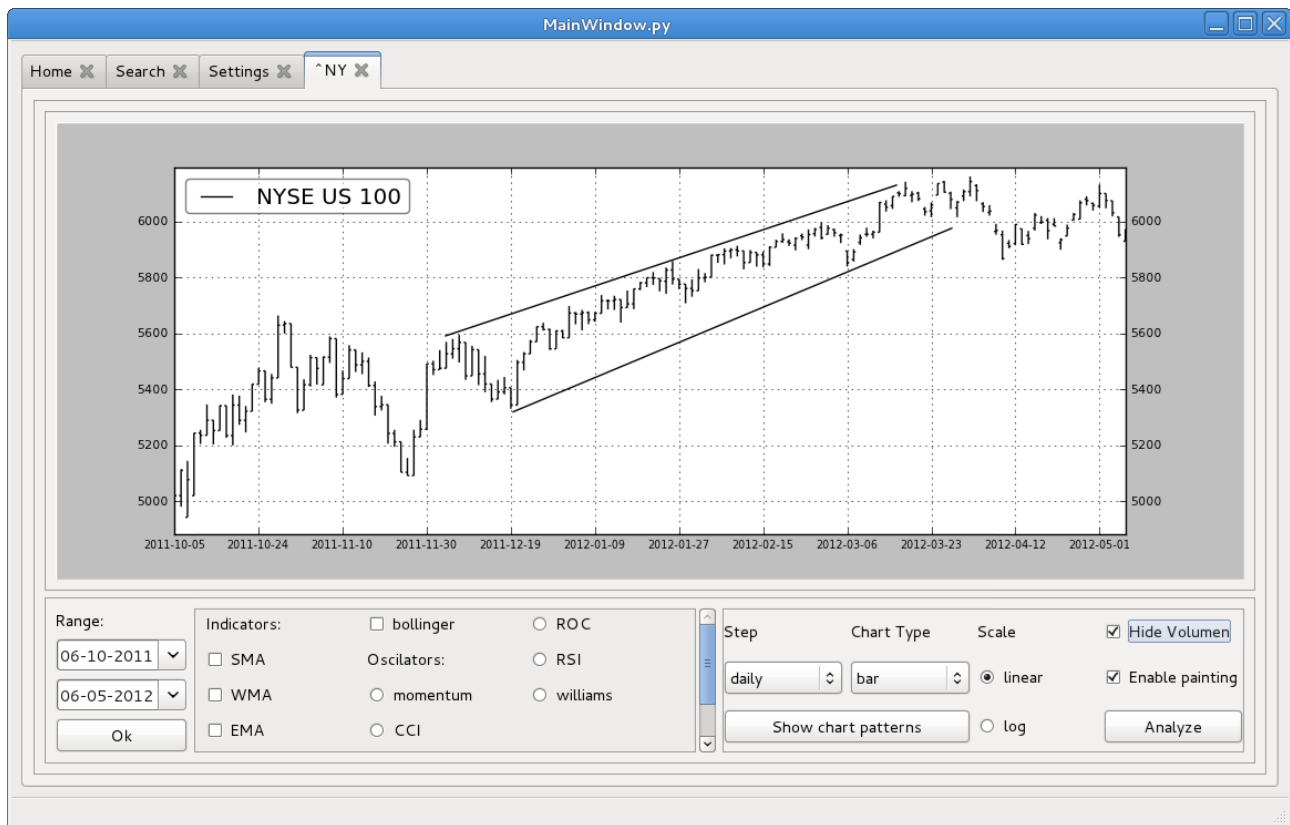 MainWindow.py
Home Search Settings ^NY
NYSE US 100
6000 6000
5800 5800
5600 5600
5400 5400
5200 5200
5000 5000
2011-10-05 2011-10-24 2011-11-10 2011-11-30 2011-12-19 2012-01-09 2012-01-27 2012-02-15 2012-03-06 2012-03-23 2012-04-12 2012-05-01
Range:
06-10-2011
06-05-2012
Ok
Indicators: bollinger ROC
SMA Oscilators: RSI
WMA momentum williams
EMA CCI
Step Chart Type Scale Hide Volumen
daily bar linear Enable painting
Show chart patterns log Analyze